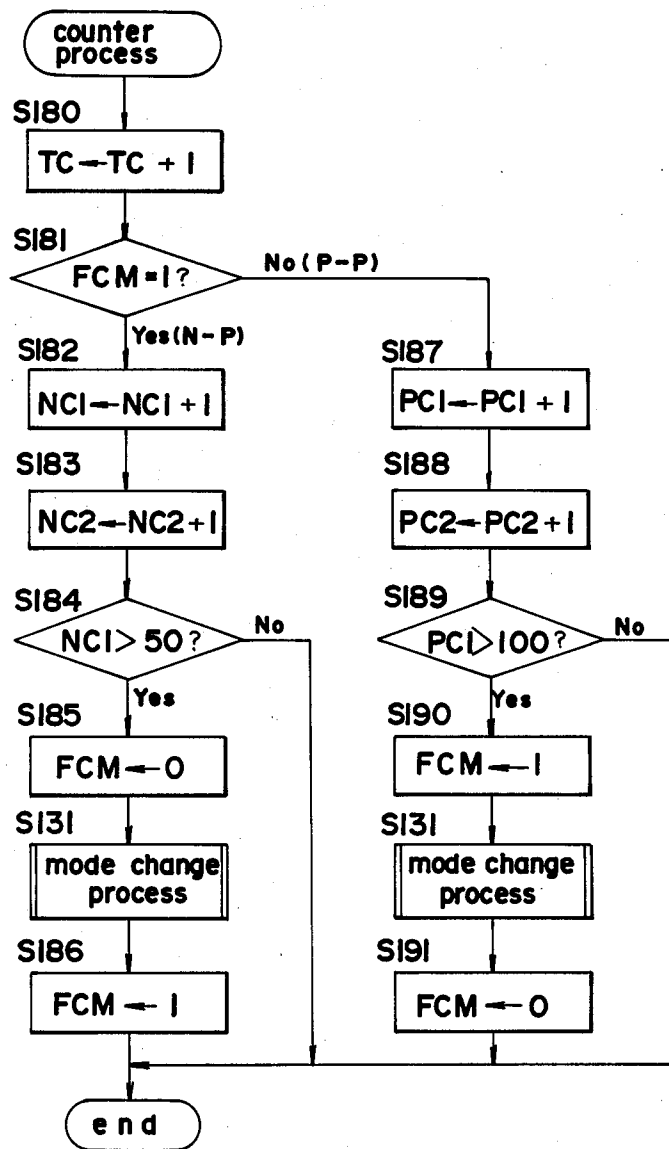 counter
process
S180
TC←TC + 1
S181
FCM=1?
No (P-P)
Yes(N-P)
S182
NC1←NC1+1
S183
NC2←NC2+1
S184
NC1>50?
No
Yes
S185
FCM←0
S131
mode change
process
S186
FCM←1
S187
PC1←PC1+1
S188
PC2←PC2+1
S189
PC1>100?
No
Yes
S190
FCM←1
S131
mode change
process
S191
FCM←0
end